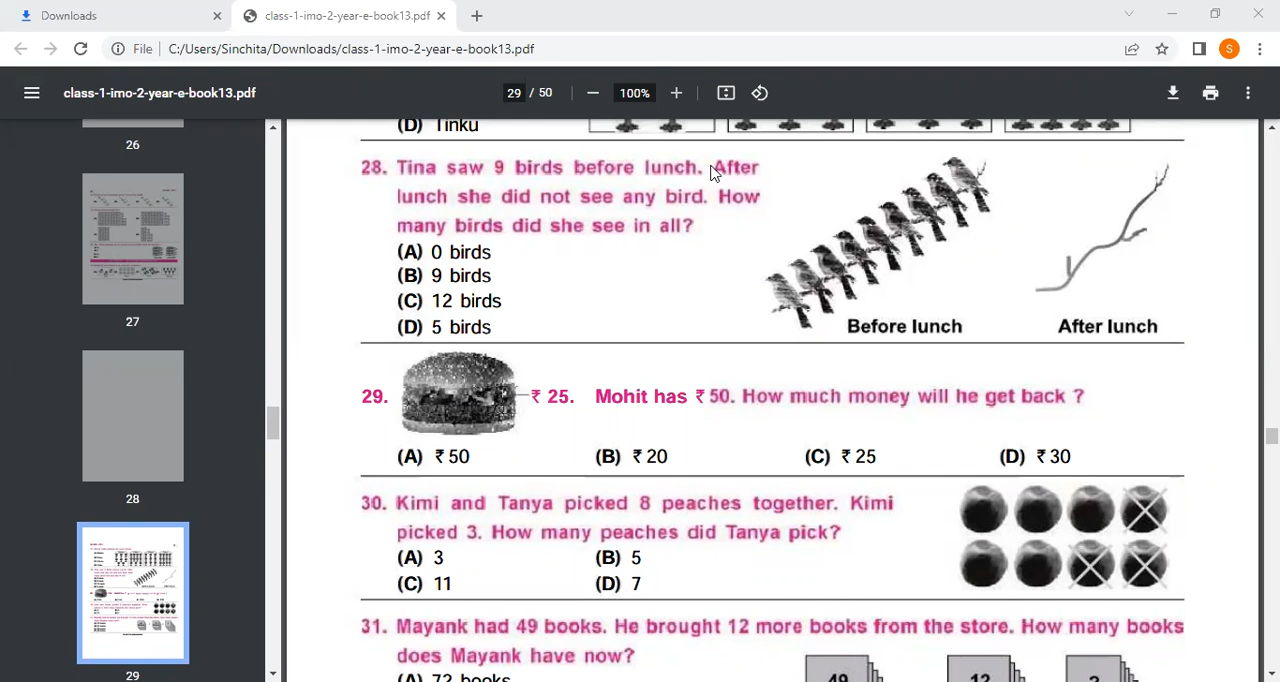 Downloads
class-1-imo-2-year-e-book13.pdf
File
C:/Users/Sinchita/Downloads/class-1-imo-2-year-e-book13.pdf
S
class-1-imo-2-year-e-book13.pdf
29 / 50
100%
26
27
28
29
(D) Tinku
28. Tina saw 9 birds before lunch. After
lunch she did not see any bird. How
many birds did she see in all?
(A) 0 birds
(B) 9 birds
(C) 12 birds
(D) 5 birds
Before lunch
After lunch
29.
₹ 25. Mohit has ₹ 50. How much money will he get back ?
(A) ₹ 50 (B) ₹ 20 (C) ₹ 25 (D) ₹ 30
30. Kimi and Tanya picked 8 peaches together. Kimi
picked 3. How many peaches did Tanya pick?
(A) 3 (B) 5
(C) 11 (D) 7
31. Mayank had 49 books. He brought 12 more books from the store. How many books
does Mayank have now?
(A) 72 books
49 12 ?